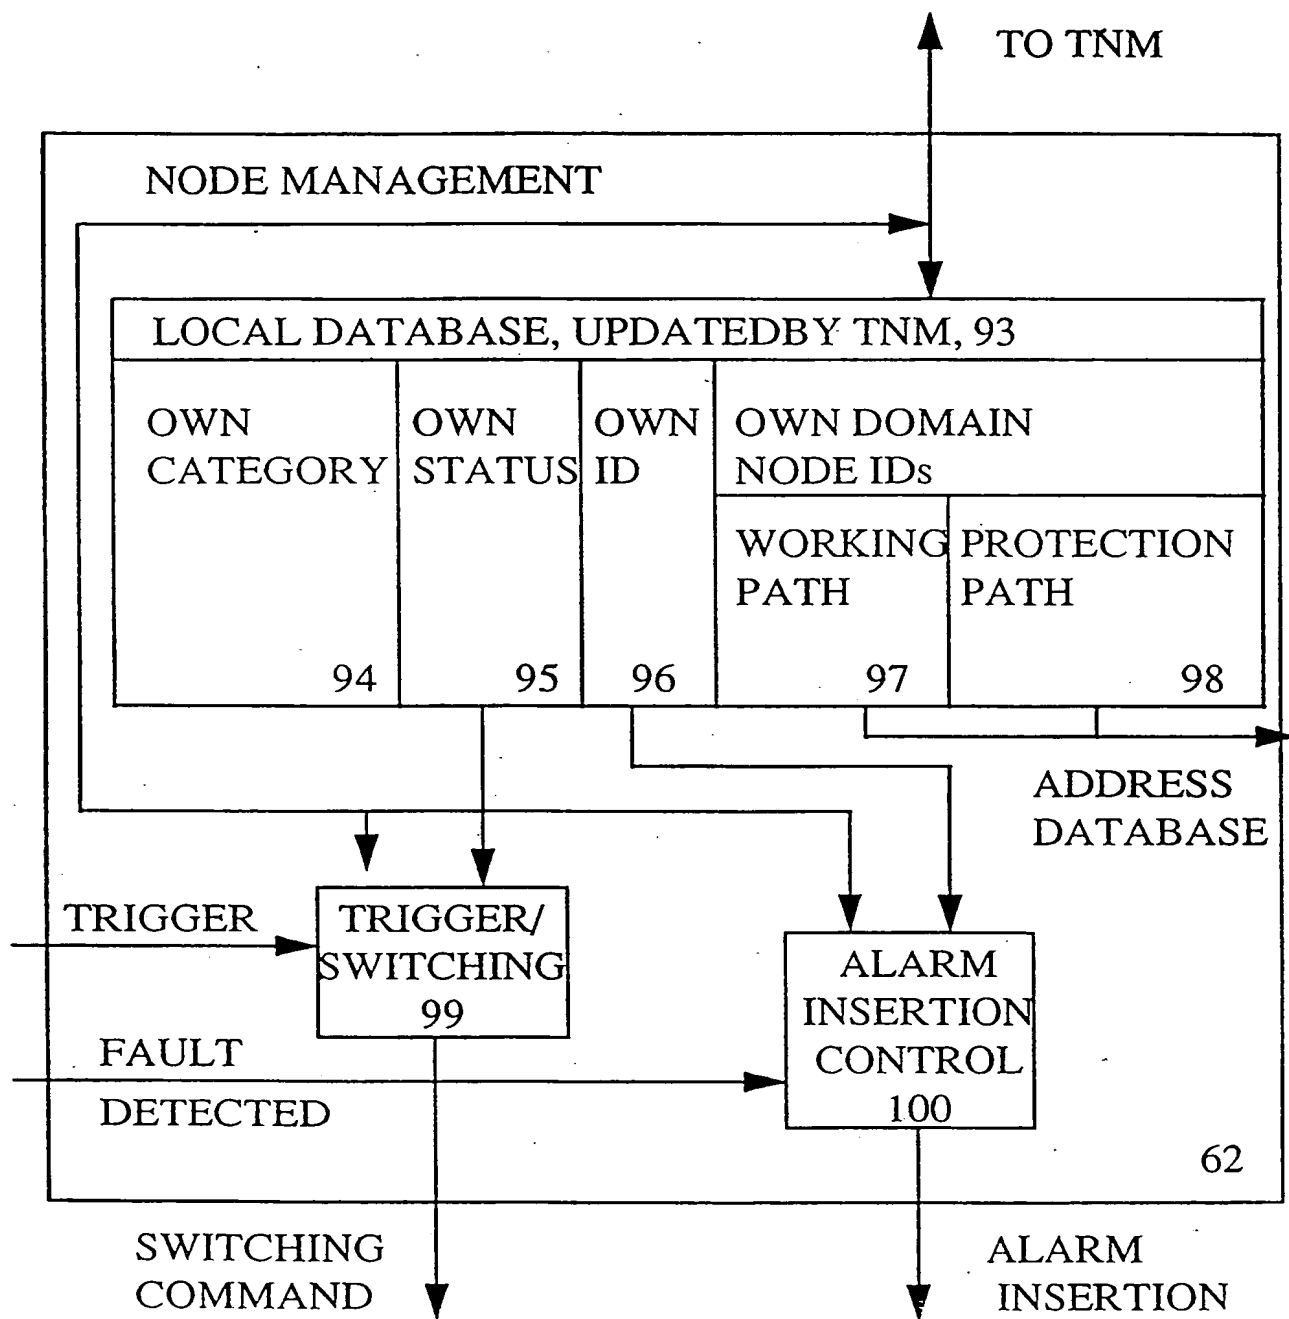 TO TNM
NODE MANAGEMENT
LOCAL DATABASE, UPDATEDBY TNM, 93
OWN
CATEGORY
94
OWN
STATUS
95
OWN
ID
96
OWN DOMAIN
NODE IDs
WORKING
PATH
97
PROTECTION
PATH
98
ADDRESS
DATABASE
TRIGGER
TRIGGER/
SWITCHING
99
FAULT
DETECTED
ALARM
INSERTION
CONTROL
100
62
SWITCHING
COMMAND
ALARM
INSERTION